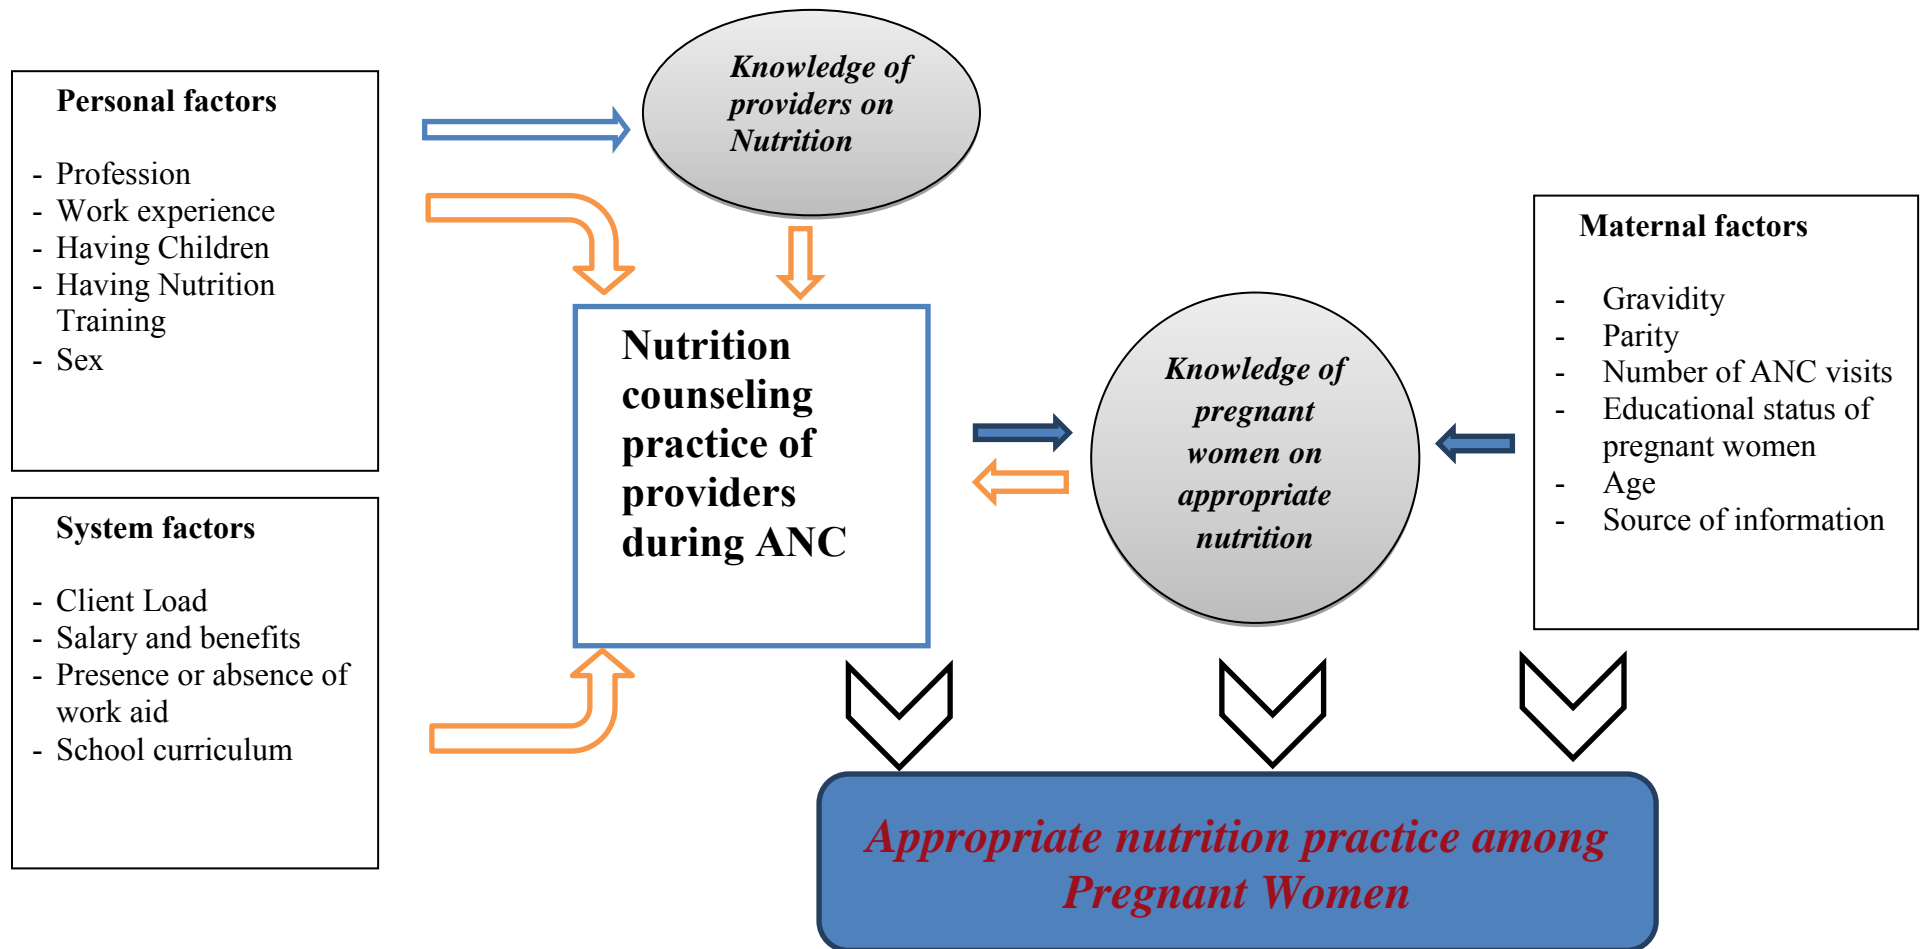 Personal factors
- Profession
- Work experience
- Having Children
- Having Nutrition
Training
- Sex
System factors
- Client Load
- Salary and benefits
- Presence or absence of
work aid
- School curriculum
Knowledge of
providers on
Nutrition
Nutrition
counseling
practice of
providers
during ANC
Knowledge of
pregnant
women on
appropriate
nutrition
Maternal factors
- Gravidity
- Parity
- Number of ANC visits
- Educational status of
pregnant women
- Age
- Source of information
Appropriate nutrition practice among
Pregnant Women